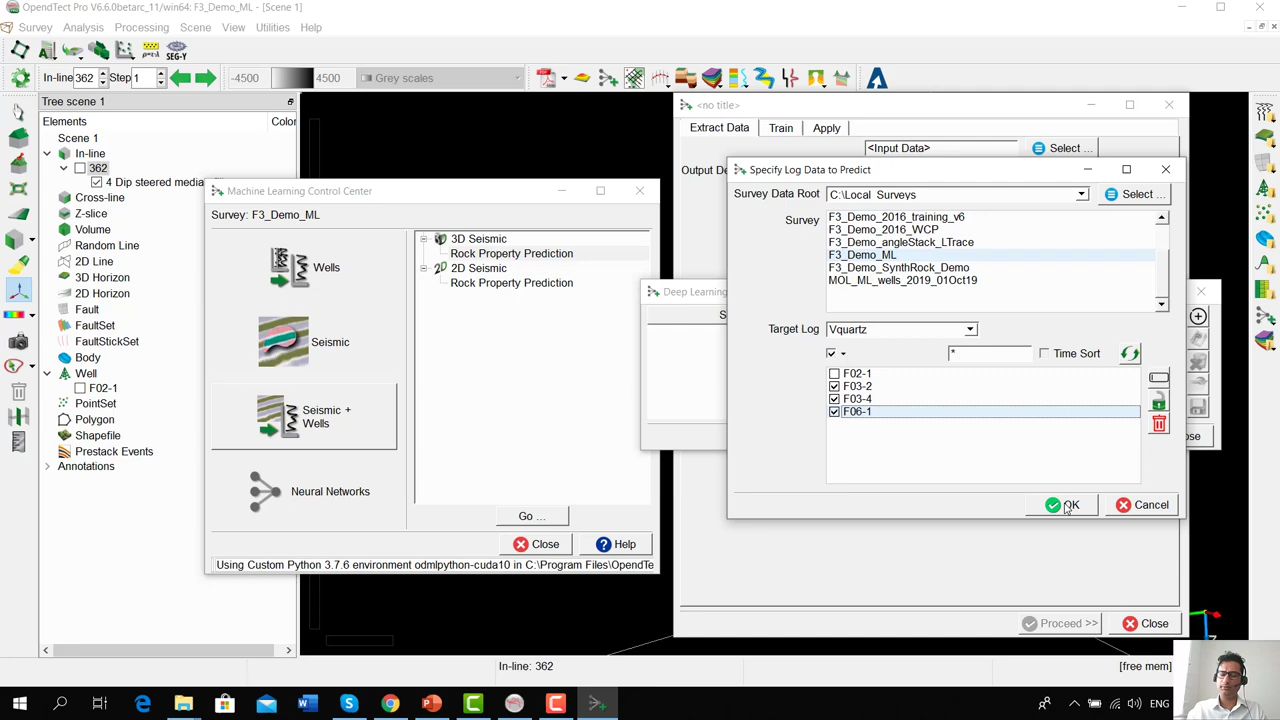 OpendTect Pro V6.6.0betarc_11/win64: F3_Demo_ML - [Scene 1]
Survey Analysis Processing Scene View Utilities Help
SEG-Y
In-line 362 Step 1 -4500 4500 Grey scales
PDF
Tree scene 1
Elements Color
Scene 1
In-line
362
4 Dip steered media
Cross-line
Z-slice
Volume
Random Line
2D Line
3D Horizon
2D Horizon
Fault
FaultSet
FaultStickSet
Body
Well
F02-1
PointSet
Polygon
Shapefile
Prestack Events
Annotations
Machine Learning Control Center
Survey: F3_Demo_ML
Wells
Seismic
Seismic +
Wells
Neural Networks
3D Seismic
Rock Property Prediction
2D Seismic
Rock Property Prediction
Go ...
Close Help
Using Custom Python 3.7.6 environment odmlpython-cuda10 in C:\Program Files\OpendTe
<no title>
Extract Data Train Apply
<Input Data> Select ...
Output De
Deep Learning
S
ose
Specify Log Data to Predict
Survey Data Root C:\Local Surveys Select ...
Survey
F3_Demo_2016_training_v6
F3_Demo_2016_WCP
F3_Demo_angleStack_LTrace
F3_Demo_ML
F3_Demo_SynthRock_Demo
MOL_ML_wells_2019_01Oct19
Target Log Vquartz
* Time Sort
F02-1
F03-2
F03-4
F06-1
OK Cancel
Proceed >> Close
In-line: 362 [free mem]
ENG